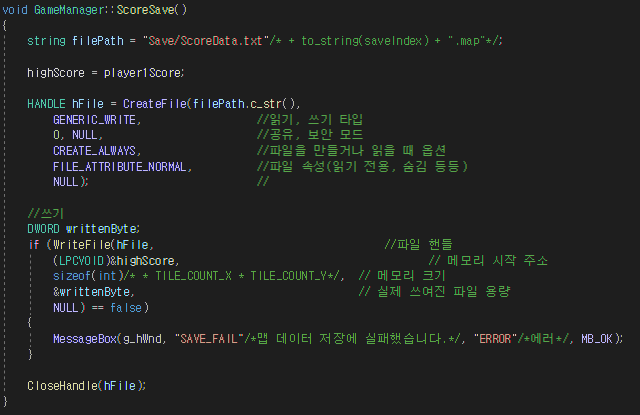 void GameManager::ScoreSave()
{
string filePath = "Save/ScoreData.txt"/* + to_string(saveIndex) + ".map"*/;
highScore = player1Score;
HANDLE hFile = CreateFile(filePath.c_str(),
GENERIC_WRITE, //읽기, 쓰기 타입
0, NULL, //공유, 보안 모드
CREATE_ALWAYS, //파일을 만들거나 읽을 때 옵션
FILE_ATTRIBUTE_NORMAL, //파일 속성(읽기 전용, 숨김 등등)
NULL); //
//쓰기
DWORD writtenByte;
if (WriteFile(hFile, //파일 핸들
(LPCVOID)&highScore, // 메모리 시작 주소
sizeof(int)/* * TILE_COUNT_X * TILE_COUNT_Y*/, // 메모리 크기
&writtenByte, // 실제 쓰여진 파일 용량
NULL) == false)
{
MessageBox(g_hWnd, "SAVE_FAIL"/*맵 데이터 저장에 실패했습니다.*/, "ERROR"/*에러*/, MB_OK);
}
CloseHandle(hFile);
}